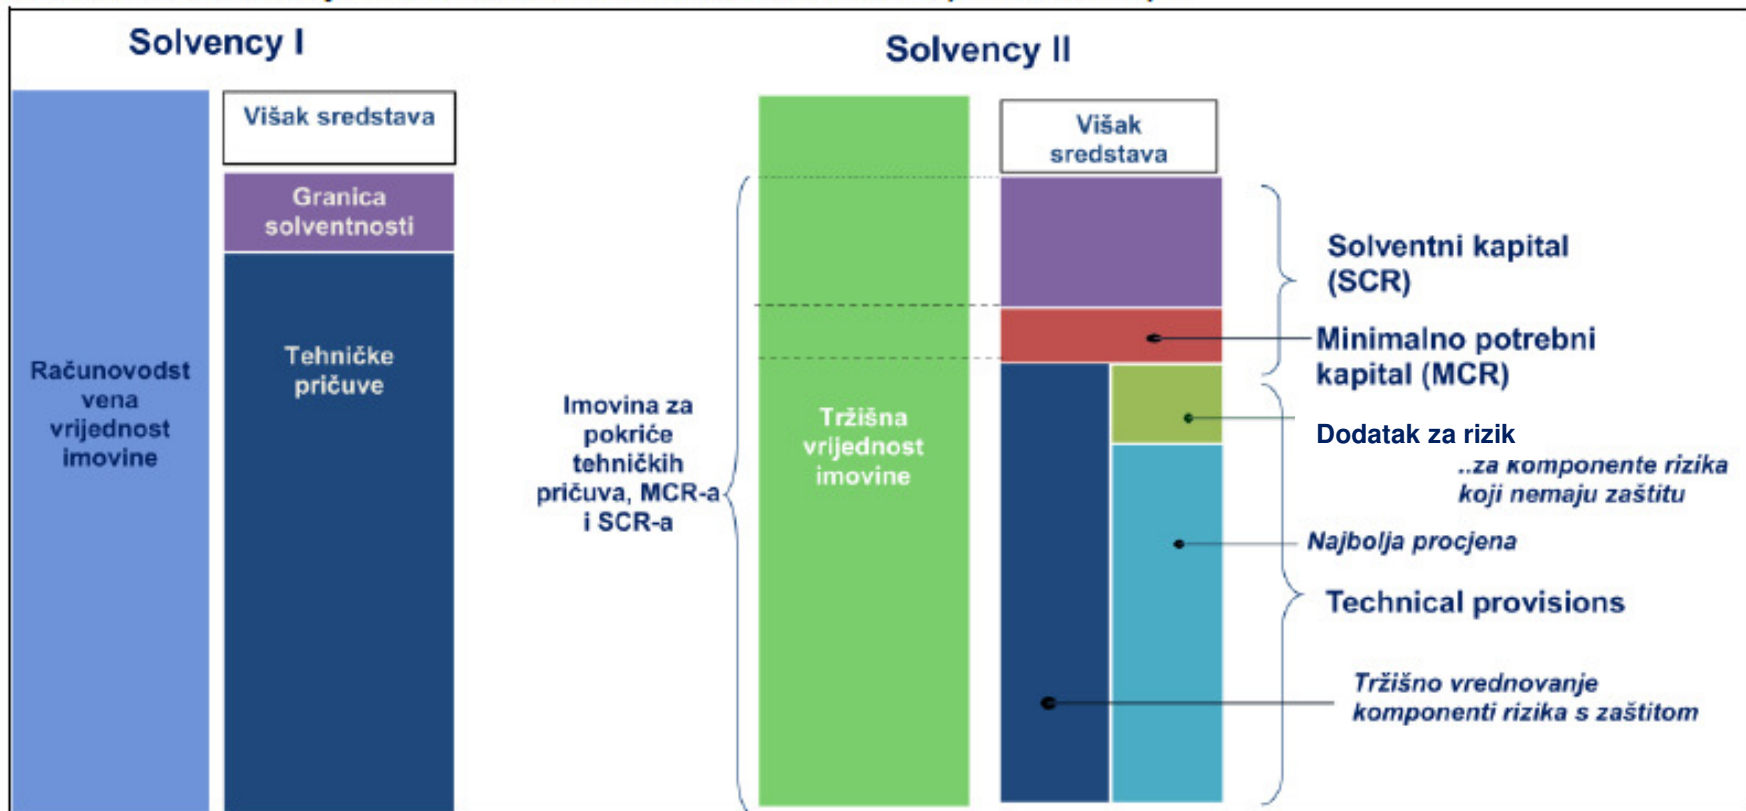 Solvency I
Solvency II
Višak sredstava
Granica
solventnosti
Tehničke
pričuve
Računovodst
vena
vrijednost
imovine
Imovina za
pokriće
tehničkih
pričuva, MCR-a
i SCR-a
Tržišna
vrijednost
imovine
Višak
sredstava
Solventni kapital
(SCR)
Minimalno potrebni
kapital (MCR)
Dodatak za rizik
..za komponente rizika
koji nemaju zaštitu
Najbolja procjena
Technical provisions
Tržišno vrednovanje
komponenti rizika s zaštitom